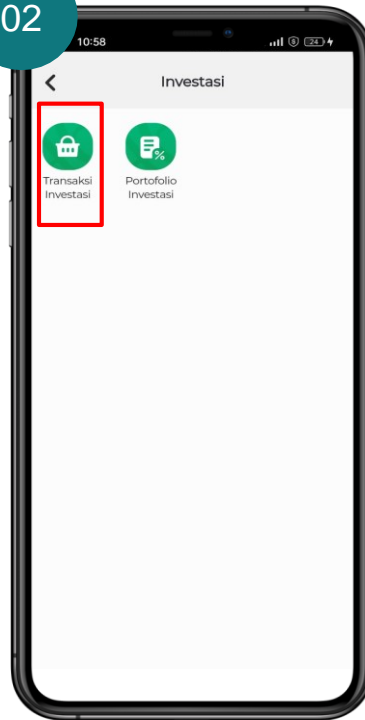 02
10:58
24
Investasi
%
Transaksi
Investasi
Portofolio
Investasi